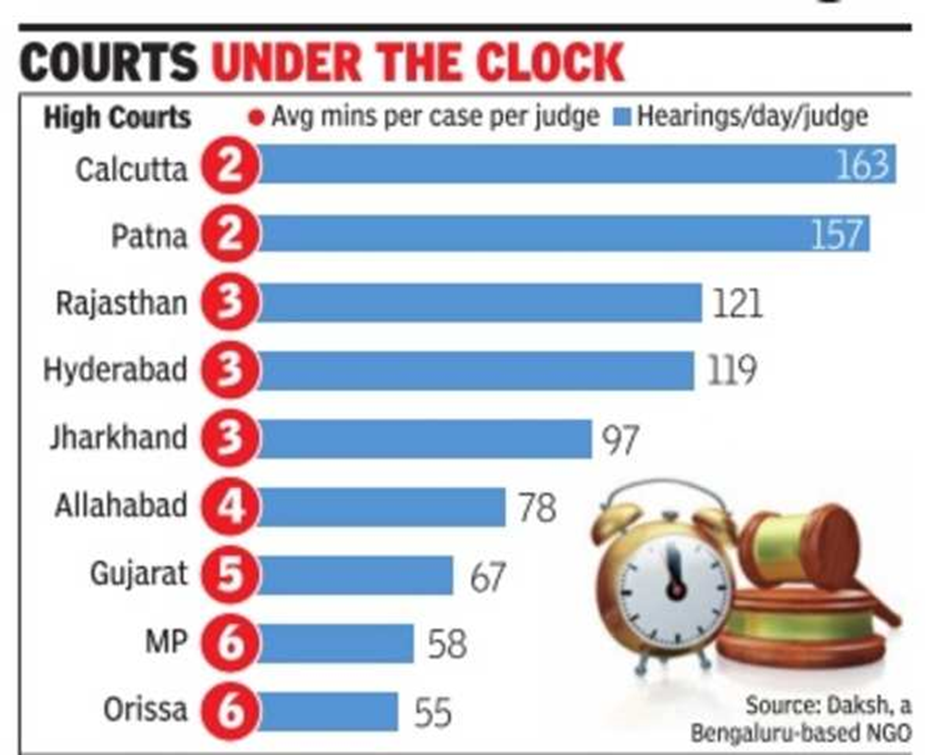 COURTS UNDER THE CLOCK
High Courts Avg mins per case per judge Hearings/day/judge
Calcutta 2 163
Patna 2 157
Rajasthan 3 121
Hyderabad 3 119
Jharkhand 3 97
Allahabad 4 78
Gujarat 5 67
MP 6 58
Orissa 6 55
Source: Daksh, a
Bengaluru-based NGO